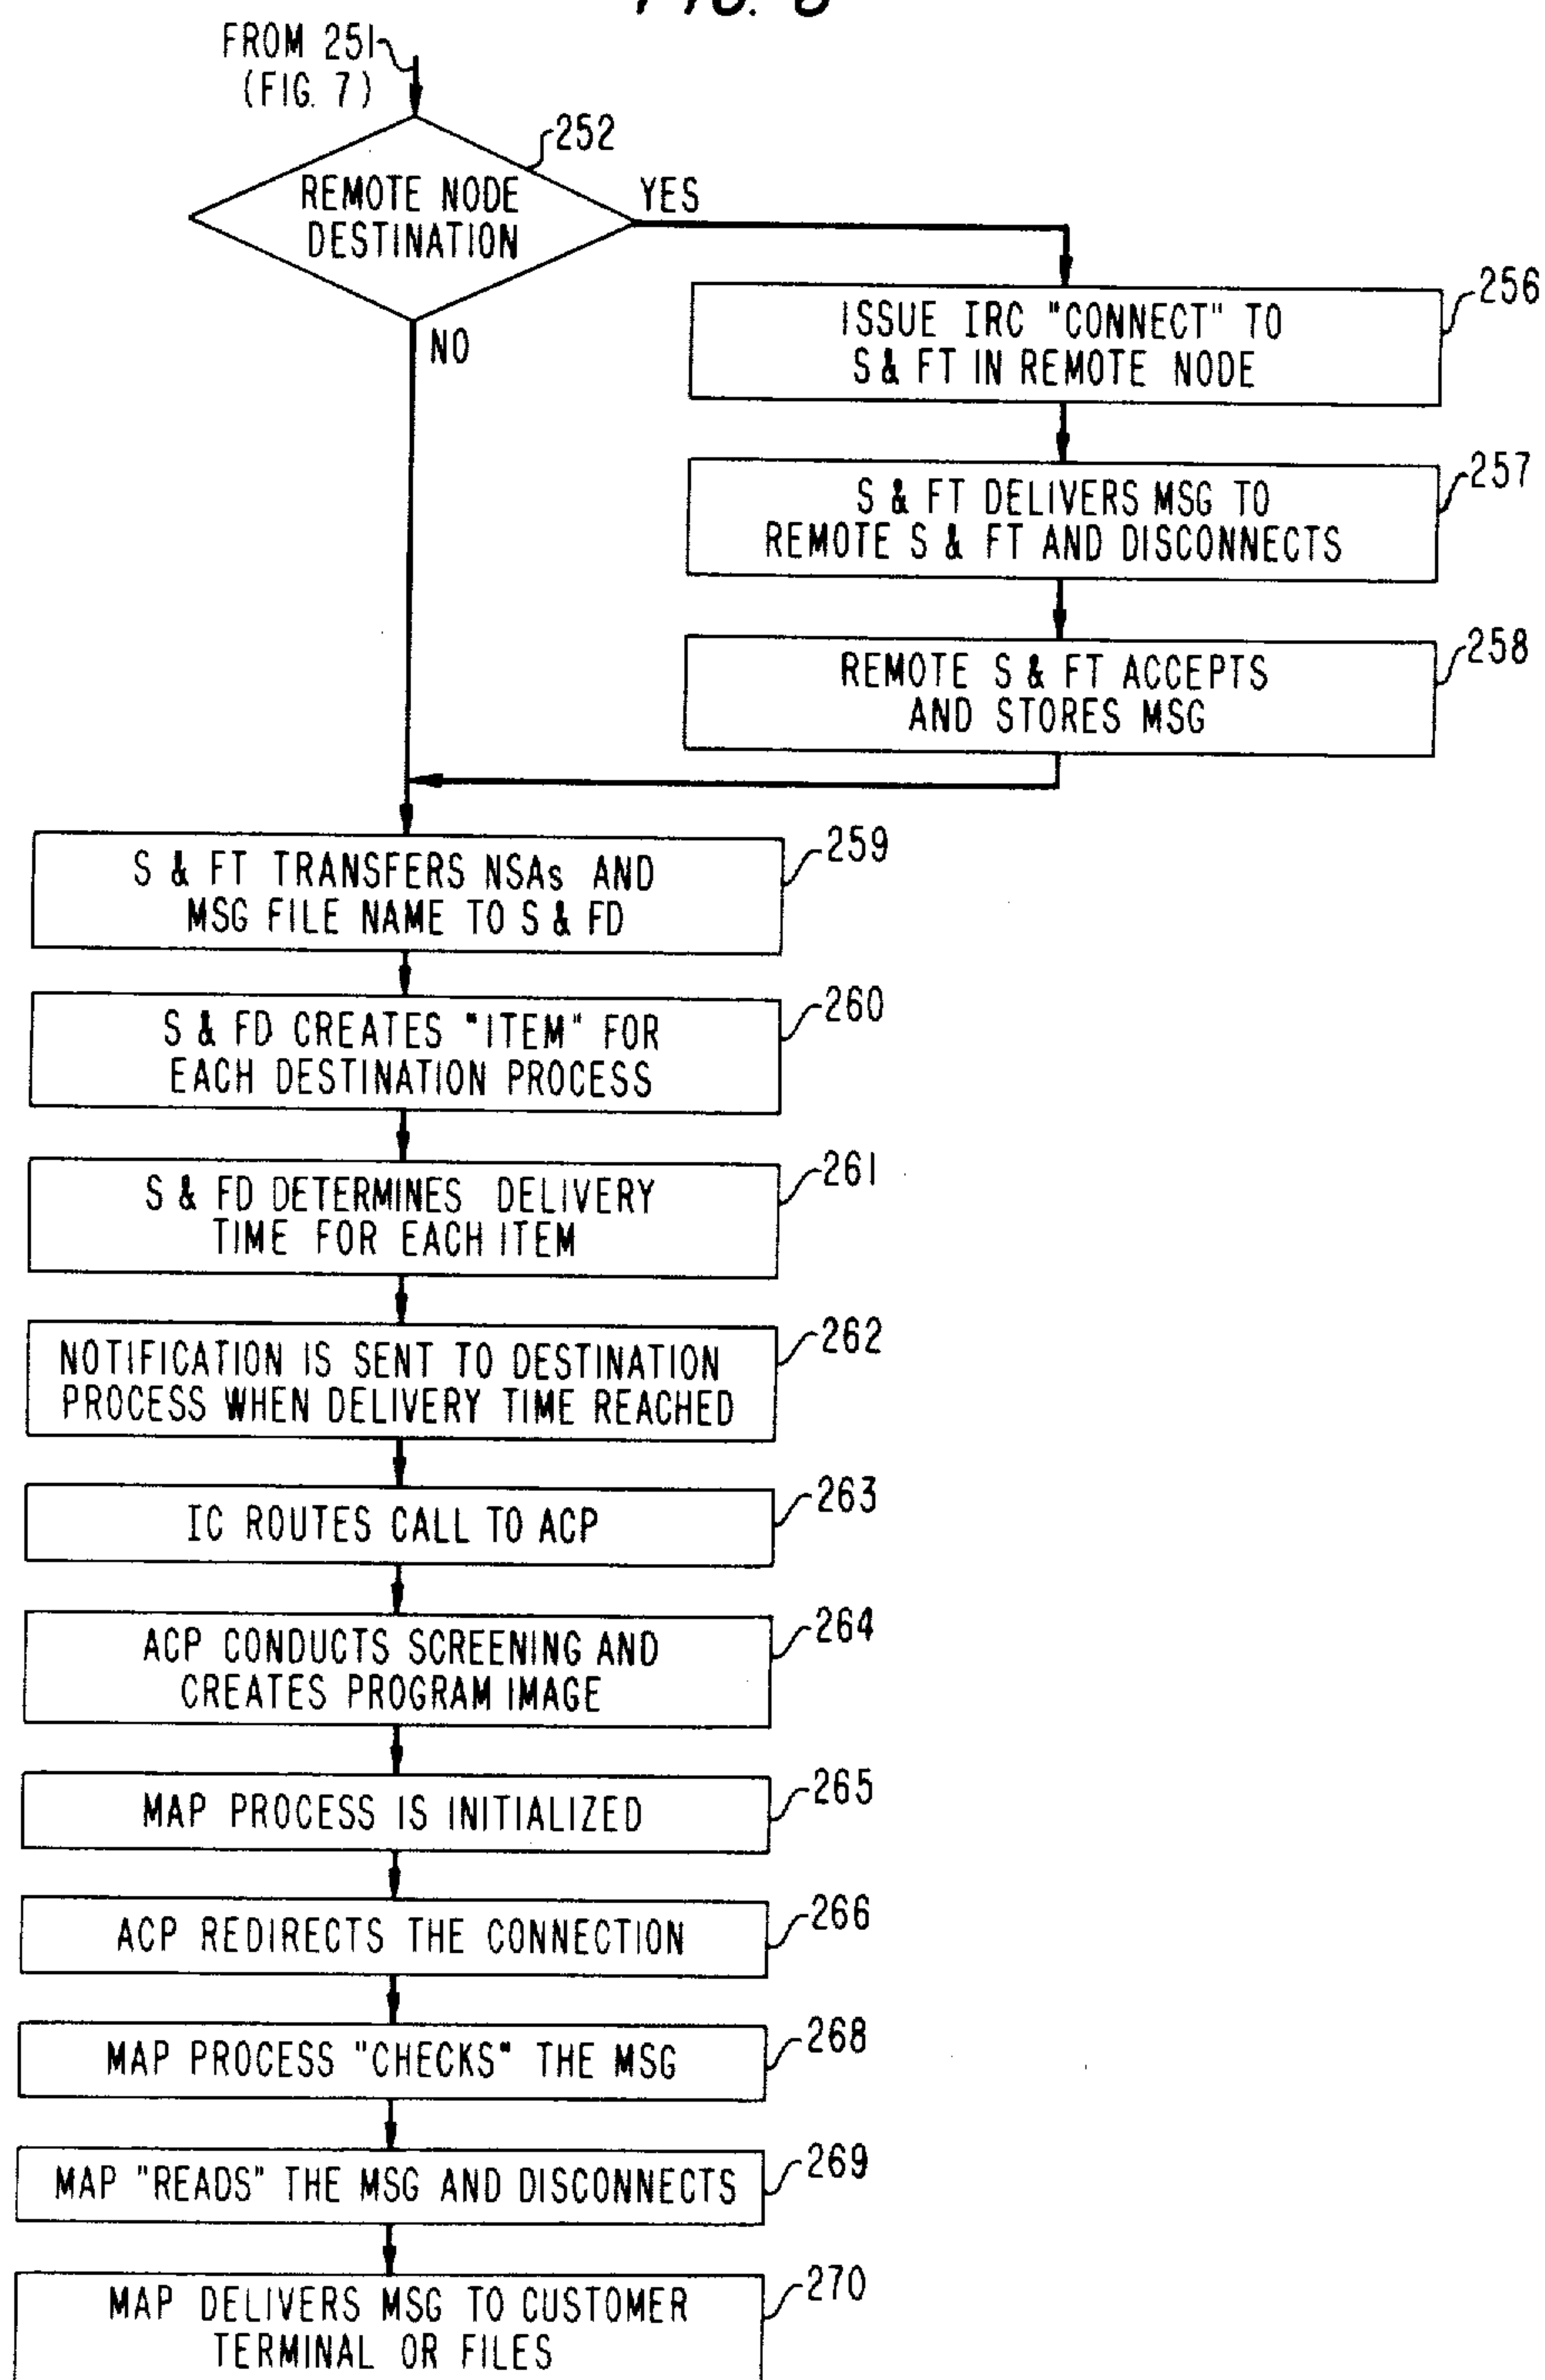 FROM 251
(FIG. 7)
252
REMOTE NODE
DESTINATION
YES
NO
256
ISSUE IRC "CONNECT" TO
S & FT IN REMOTE NODE
257
S & FT DELIVERS MSG TO
REMOTE S & FT AND DISCONNECTS
258
REMOTE S & FT ACCEPTS
AND STORES MSG
259
S & FT TRANSFERS NSAs AND
MSG FILE NAME TO S & FD
260
S & FD CREATES "ITEM" FOR
EACH DESTINATION PROCESS
261
S & FD DETERMINES DELIVERY
TIME FOR EACH ITEM
262
NOTIFICATION IS SENT TO DESTINATION
PROCESS WHEN DELIVERY TIME REACHED
263
IC ROUTES CALL TO ACP
264
ACP CONDUCTS SCREENING AND
CREATES PROGRAM IMAGE
265
MAP PROCESS IS INITIALIZED
266
ACP REDIRECTS THE CONNECTION
268
MAP PROCESS "CHECKS" THE MSG
269
MAP "READS" THE MSG AND DISCONNECTS
270
MAP DELIVERS MSG TO CUSTOMER
TERMINAL OR FILES